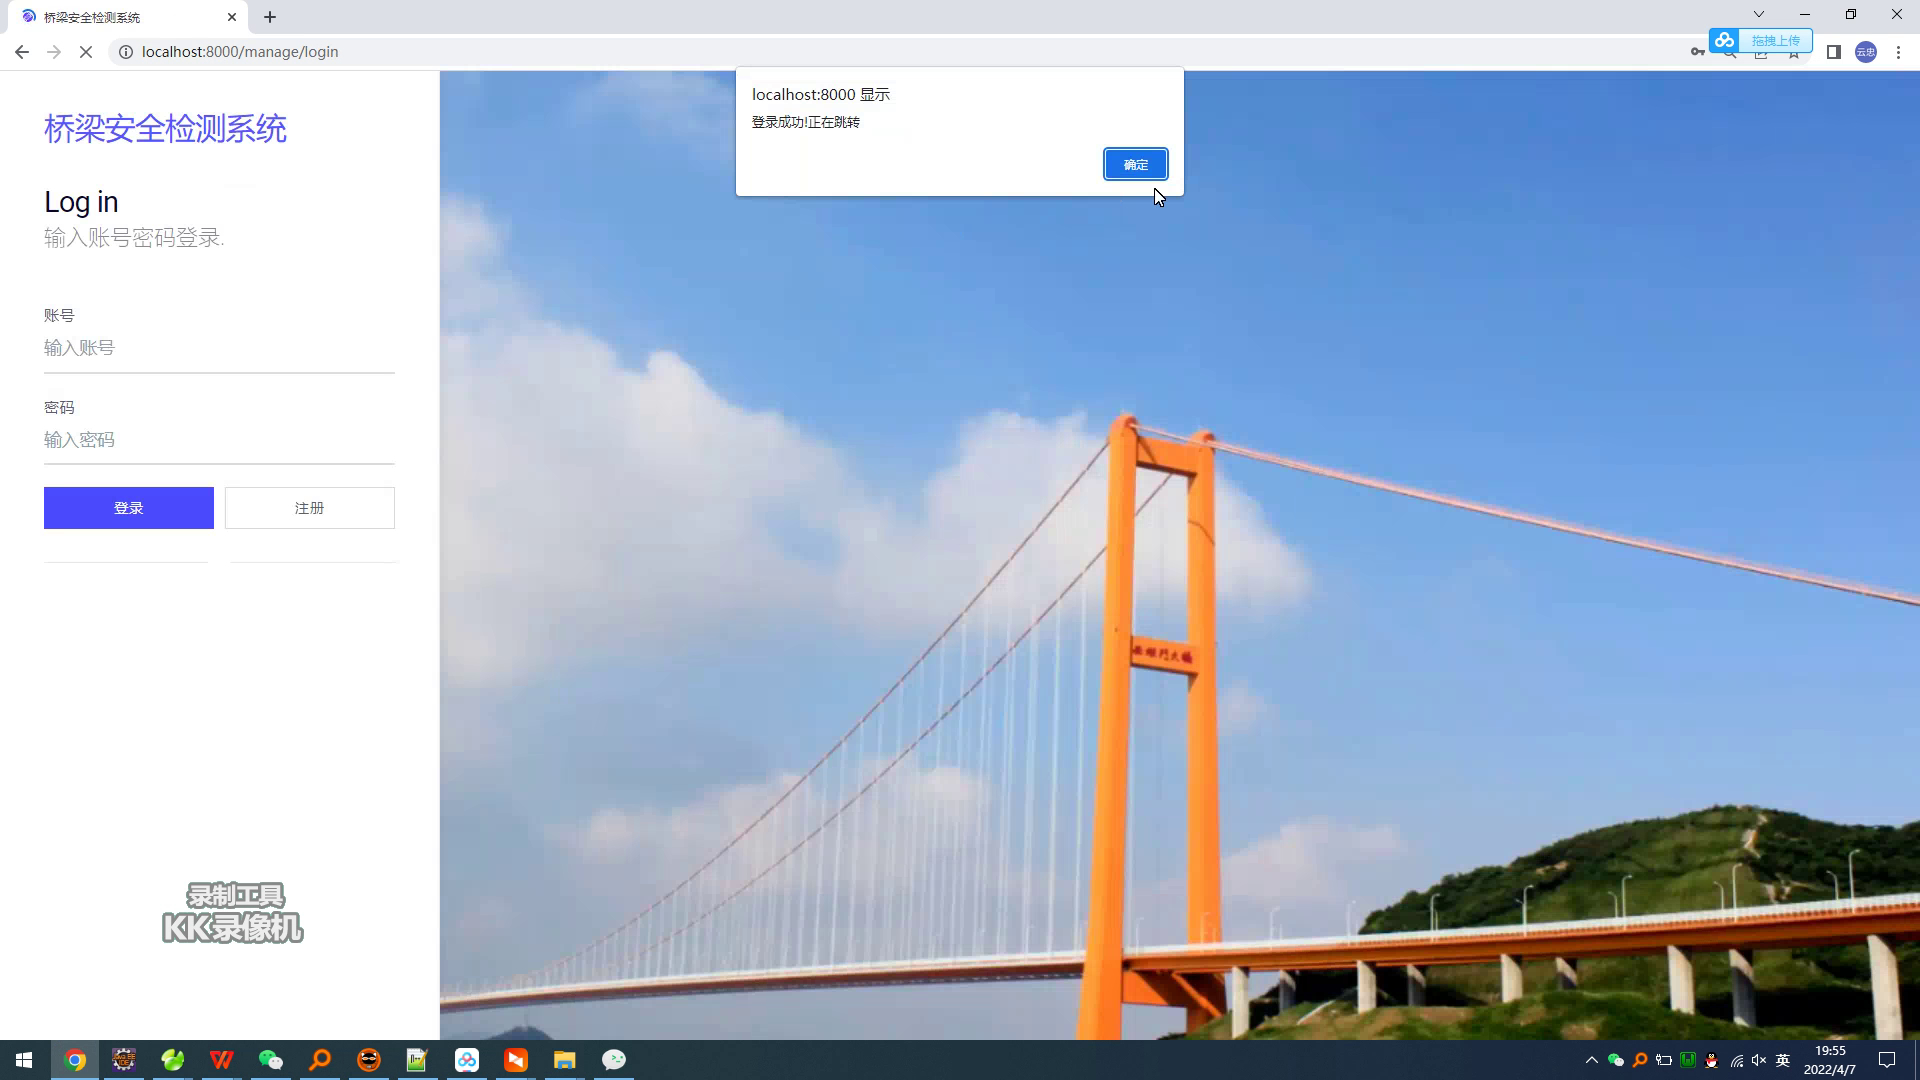 桥梁安全检测系统
localhost:8000/manage/login
拖拽上传
云忠
localhost:8000 显示
登录成功!正在跳转
确定
桥梁安全检测系统
Log in
输入账号密码登录.
账号
输入账号
密码
输入密码
登录
注册
录制工具
KK录像机
英
19:55
2022/4/7